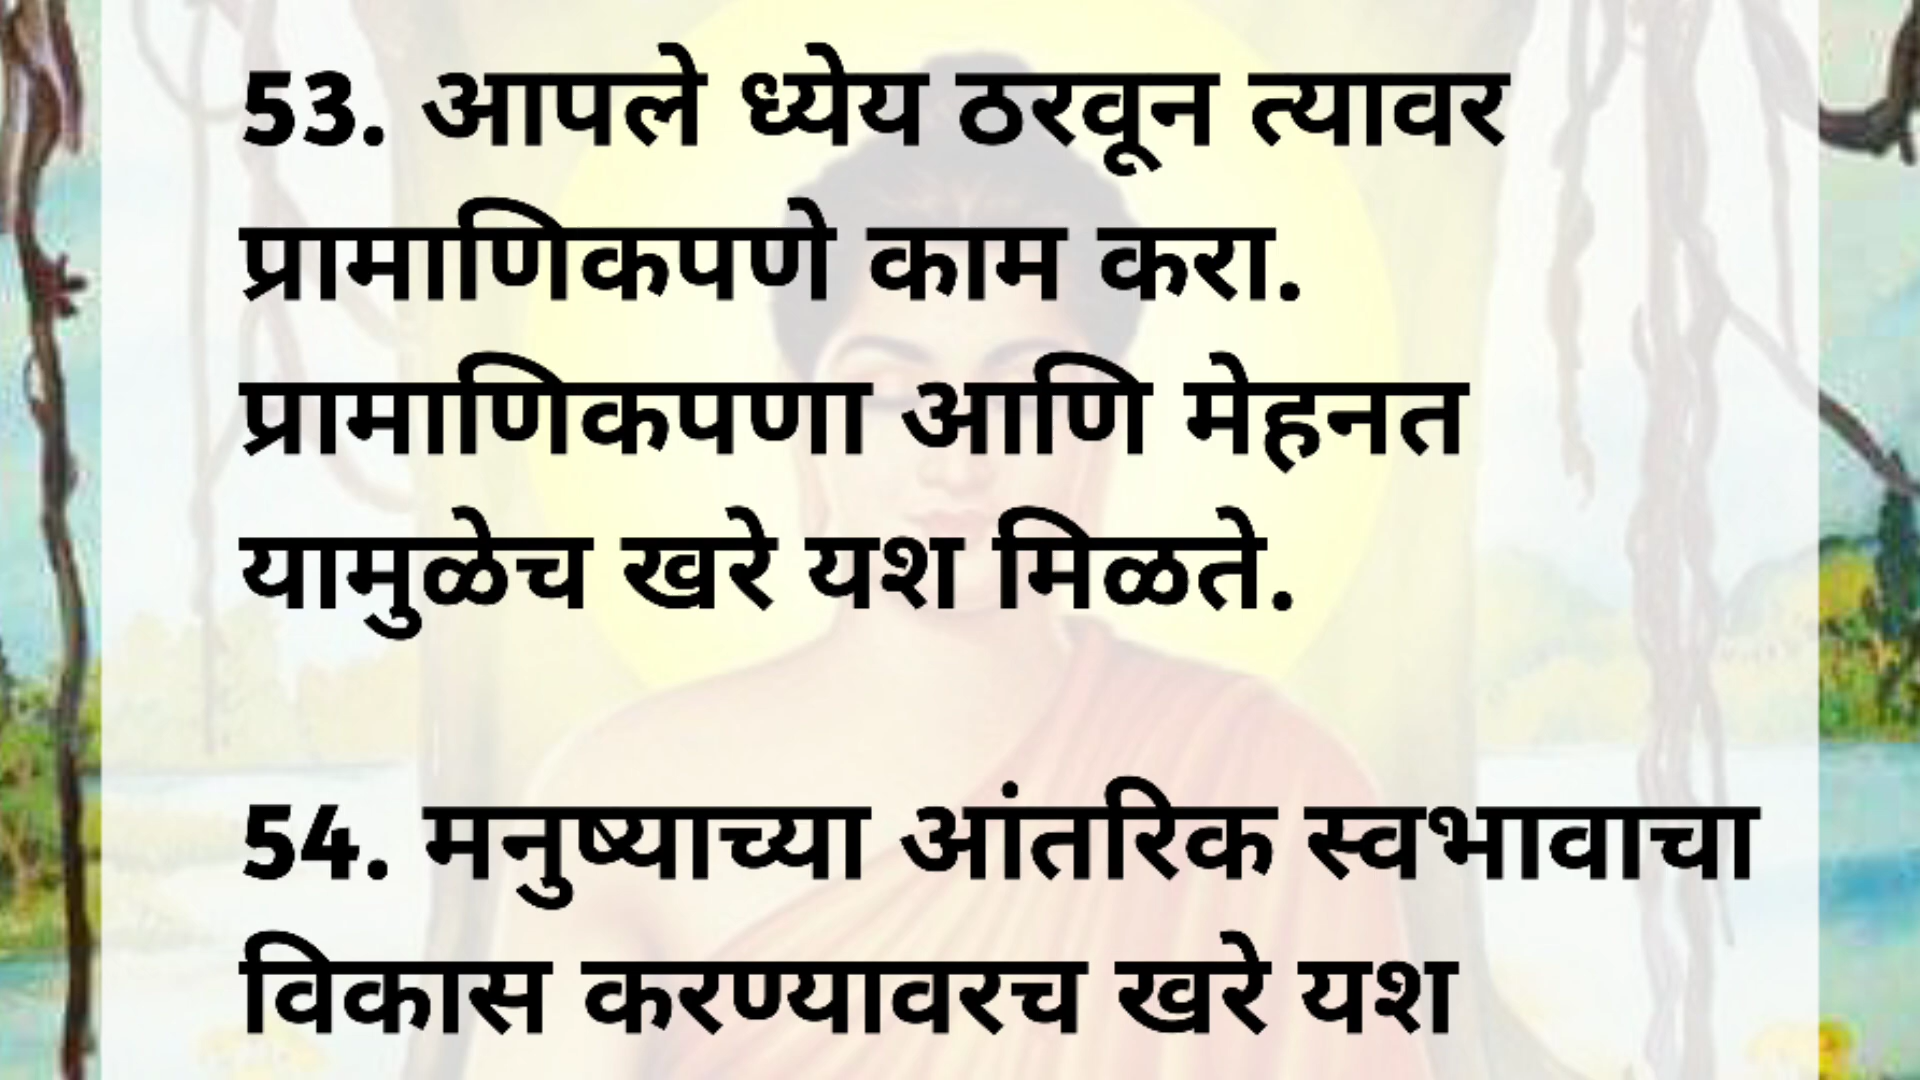 53. आपले ध्येय ठरवून त्यावर
प्रामाणिकपणे काम करा.
प्रामाणिकपणा आणि मेहनत
यामुळेच खरे यश मिळते.
54. मनुष्याच्या आंतरिक स्वभावाचा
विकास करण्यावरच खरे यश